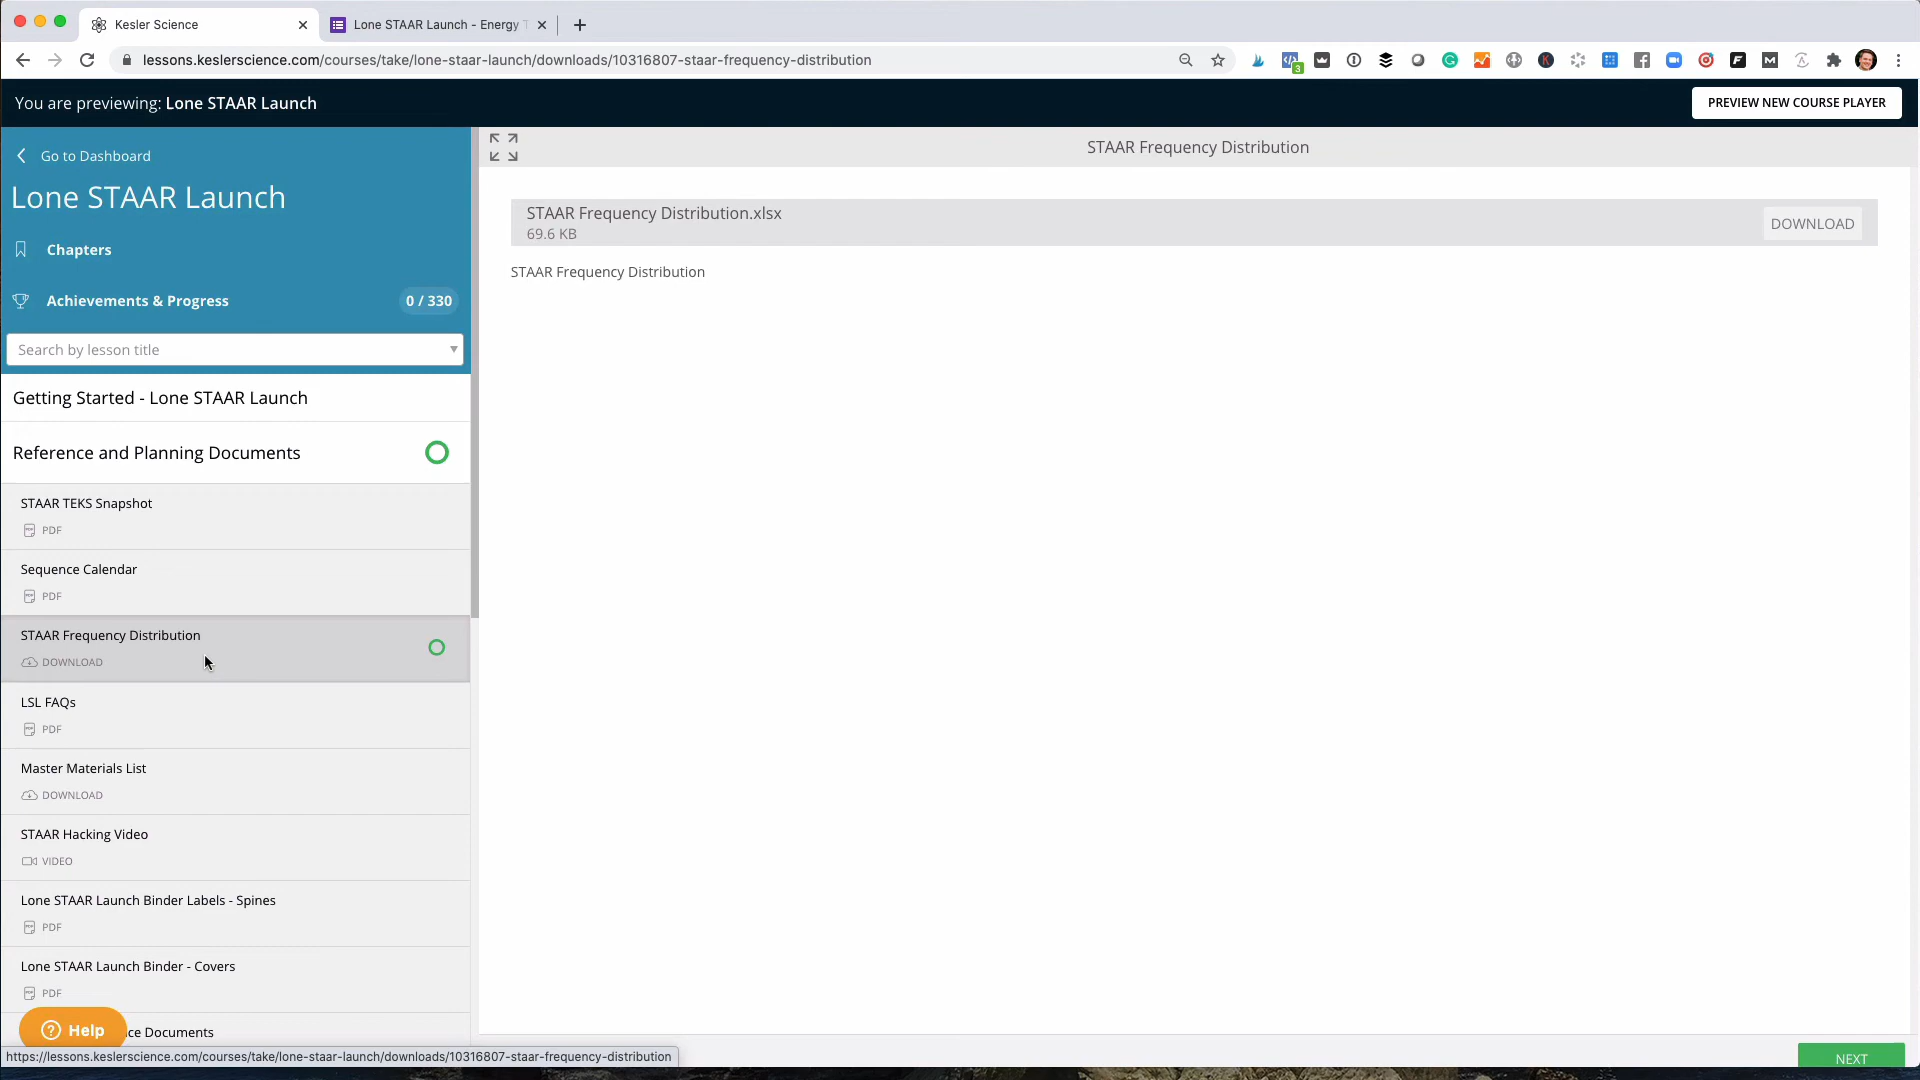 Kesler Science
Lone STAAR Launch - Energy
lessons.keslerscience.com/courses/take/lone-staar-launch/downloads/10316807-staar-frequency-distribution
3
You are previewing: Lone STAAR Launch
PREVIEW NEW COURSE PLAYER
Go to Dashboard
Lone STAAR Launch
Chapters
Achievements & Progress
0 / 330
Search by lesson title
Getting Started - Lone STAAR Launch
Reference and Planning Documents
STAAR TEKS Snapshot
PDF
Sequence Calendar
PDF
STAAR Frequency Distribution
DOWNLOAD
LSL FAQs
PDF
Master Materials List
DOWNLOAD
STAAR Hacking Video
VIDEO
Lone STAAR Launch Binder Labels - Spines
PDF
Lone STAAR Launch Binder - Covers
PDF
Documents
Help
https://lessons.keslerscience.com/courses/take/lone-staar-launch/downloads/10316807-staar-frequency-distribution
STAAR Frequency Distribution
STAAR Frequency Distribution.xlsx
69.6 KB
DOWNLOAD
STAAR Frequency Distribution
NEXT